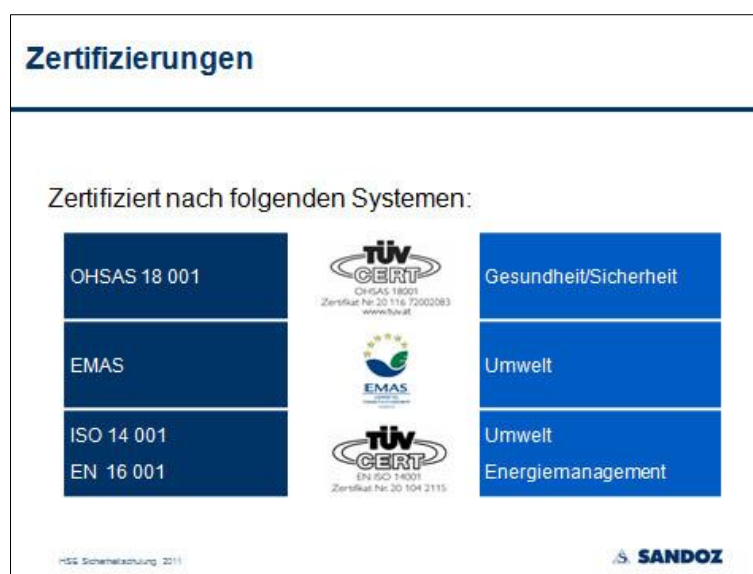 Zertifizierungen
Zertifiziert nach folgenden Systemen:
OHSAS 18 001
TÜV
CERT
OHSAS 18001
Zertifikat Nr. 20 116 72002083
www.tuv.at
Gesundheit/Sicherheit
EMAS
EMAS
Umwelt
ISO 14 001
EN 16 001
TÜV
CERT
EN ISO 14001
Zertifikat Nr. 20 104 2115
Umwelt
Energiemanagement
HSE Sicherheitsschulung 2011
SANDOZ